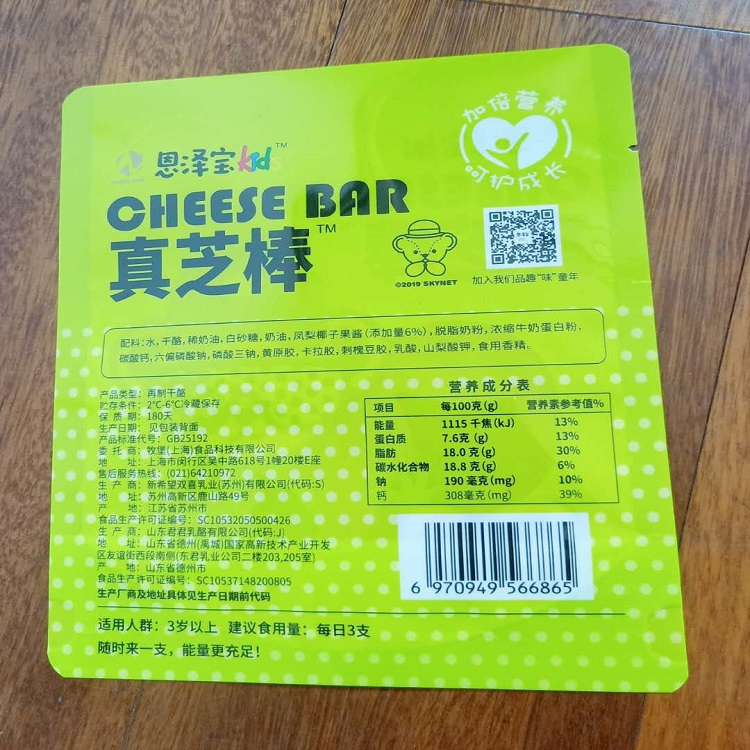 加倍营养
呵护成长
恩泽宝kids™
CHEESE BAR
真芝棒™
©2019 SKYNET
加入我们品趣“味”童年
配料:水,干酪,稀奶油,白砂糖,奶油,凤梨椰子果酱(添加量6%),脱脂奶粉,浓缩牛奶蛋白粉,
碳酸钙,六偏磷酸钠,磷酸三钠,黄原胶,卡拉胶,刺槐豆胶,乳酸,山梨酸钾,食用香精。
产品类型:再制干酪
贮存条件:2°C-6°C冷藏保存
保 质 期:180天
生产日期:见包装背面
产品标准代号:GB25192
委 托 商:牧堡(上海)食品科技有限公司
地 址:上海市闵行区吴中路618号1幢20楼E座
售后服务热线:(021)64210972
生 产 商:新希望双喜乳业(苏州)有限公司(代码:S)
地 址:苏州高新区鹿山路49号
产 地:江苏省苏州市
食品生产许可证编号:SC10532050500426
生 产 商:山东君君乳酪有限公司(代码:J)
地 址:山东省德州(禹城)国家高新技术产业开发
区友谊街西段南侧(东君乳业公司二楼203,205室)
产 地:山东省德州市
食品生产许可证编号:SC10537148200805
生产厂商及地址具体见生产日期前代码
营养成分表
项目 每100克(g) 营养素参考值%
能量 1115 千焦(kJ) 13%
蛋白质 7.6克(g) 13%
脂肪 18.0 克(g) 30%
碳水化合物 18.8 克(g) 6%
钠 190 毫克(mg) 10%
钙 308毫克(mg) 39%
6 970949 566865
适用人群:3岁以上 建议食用量:每日3支
随时来一支,能量更充足!